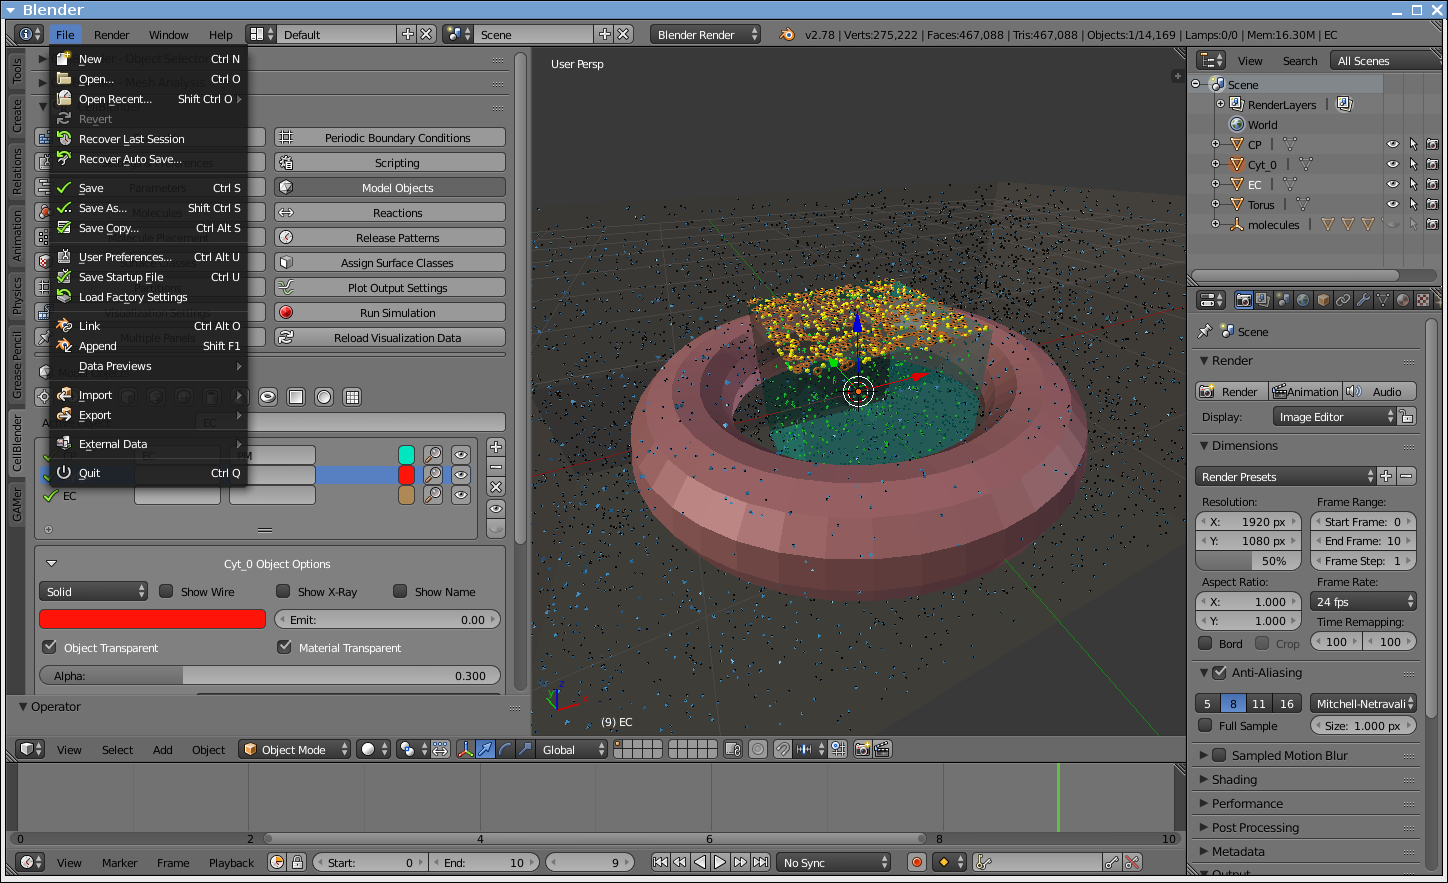 Blender
File Render Window Help Default Scene Blender Render v2.78 | Verts:275,222 | Faces:467,088 | Tris:467,088 | Objects:1/14,169 | Lamps:0/0 | Mem:16.30M | EC
New Ctrl N
Open... Ctrl O
Open Recent... Shift Ctrl O
Revert
Recover Last Session
Recover Auto Save...
Save Ctrl S
Save As... Shift Ctrl S
Save Copy... Ctrl Alt S
User Preferences... Ctrl Alt U
Save Startup File Ctrl U
Load Factory Settings
Link Ctrl Alt O
Append Shift F1
Data Previews
Import
Export
External Data
Quit Ctrl Q
Tools
Create
Relations
Animation
Physics
Grease Pencil
CellBlender
GAMer
Periodic Boundary Conditions
Scripting
Parameters Model Objects
Reactions
Release Patterns
Assign Surface Classes
Plot Output Settings
Run Simulation
Multiple Panels Reload Visualization Data
EC
PM
EC
Cyt_0 Object Options
Solid Show Wire Show X-Ray Show Name
Emit: 0.00
Object Transparent Material Transparent
Alpha: 0.300
Operator
User Persp
(9) EC
View Select Add Object Object Mode Global
View Search All Scenes
Scene
RenderLayers |
World
CP |
Cyt_0 |
EC |
Torus |
molecules |
Scene
Render
Render Animation Audio
Display: Image Editor
Dimensions
Render Presets
Resolution: Frame Range:
X: 1920 px Start Frame: 0
Y: 1080 px End Frame: 10
50% Frame Step: 1
Aspect Ratio: Frame Rate:
X: 1.000 24 fps
Y: 1.000 Time Remapping:
Bord Crop 100 100
Anti-Aliasing
5 8 11 16 Mitchell-Netravali
Full Sample Size: 1.000 px
Sampled Motion Blur
Shading
Performance
Post Processing
Metadata
Output
0 2 4 6 8 10
View Marker Frame Playback Start: 0 End: 10 9 No Sync